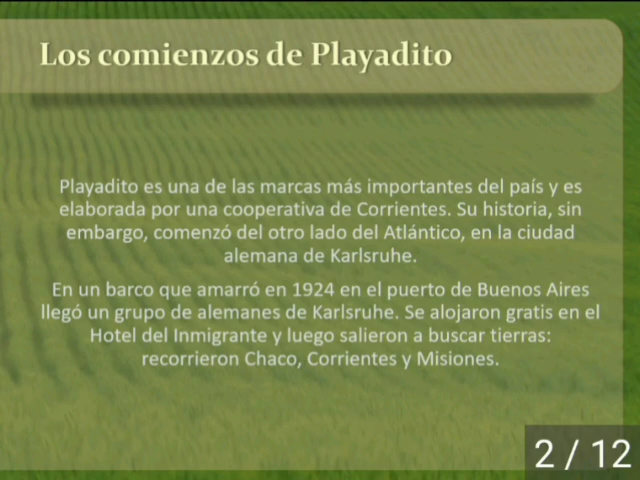 Los comienzos de Playadito
Playadito es una de las marcas más importantes del país y es
elaborada por una cooperativa de Corrientes. Su historia, sin
embargo, comenzó del otro lado del Atlántico, en la ciudad
alemana de Karlsruhe.
En un barco que amarró en 1924 en el puerto de Buenos Aires
llegó un grupo de alemanes de Karlsruhe. Se alojaron gratis en el
Hotel del Inmigrante y luego salieron a buscar tierras:
recorrieron Chaco, Corrientes y Misiones.
2 / 12